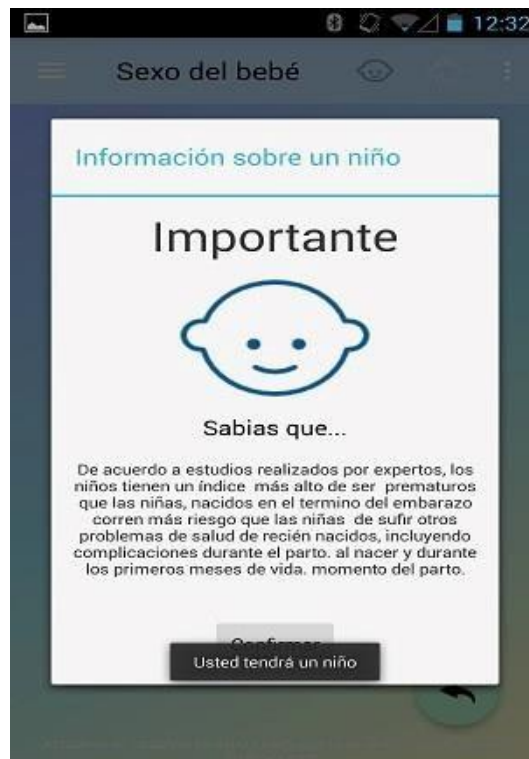 12:32
Sexo del bebé
Información sobre un niño
Importante
Sabias que...
De acuerdo a estudios realizados por expertos, los
niños tienen un índice más alto de ser prematuros
que las niñas, nacidos en el termino del embarazo
corren más riesgo que las niñas de sufir otros
problemas de salud de recién nacidos, incluyendo
complicaciones durante el parto. al nacer y durante
los primeros meses de vida. momento del parto.
Confirmar
Usted tendrá un niño